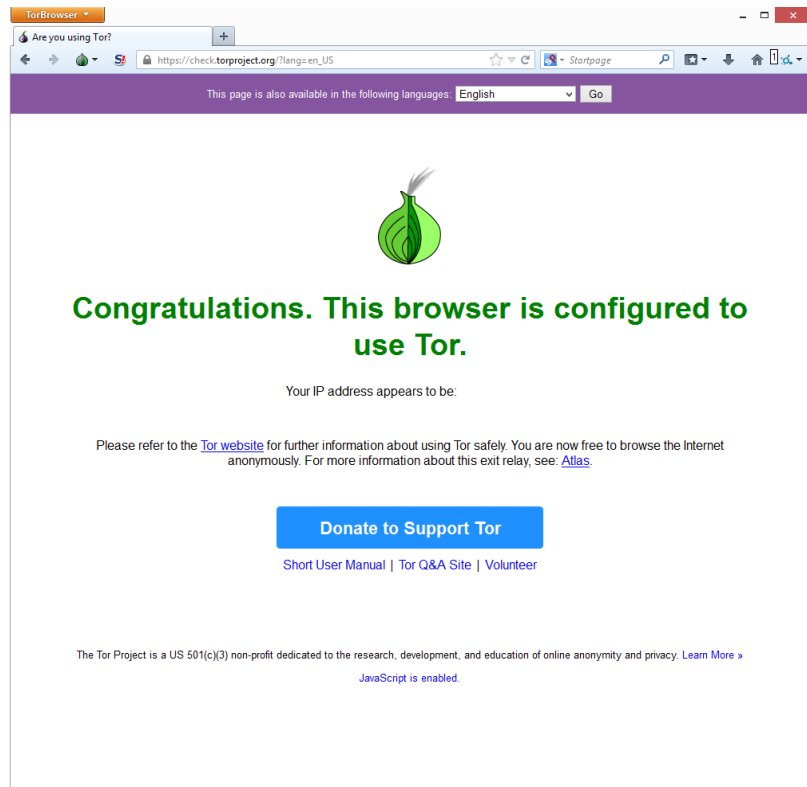 TorBrowser
Are you using Tor?
https://check.torproject.org/?lang=en_US
Startpage
1
This page is also available in the following languages: English Go
Congratulations. This browser is configured to
use Tor.
Your IP address appears to be:
Please refer to the Tor website for further information about using Tor safely. You are now free to browse the Internet
anonymously. For more information about this exit relay, see: Atlas.
Donate to Support Tor
Short User Manual | Tor Q&A Site | Volunteer
The Tor Project is a US 501(c)(3) non-profit dedicated to the research, development, and education of online anonymity and privacy. Learn More »
JavaScript is enabled.